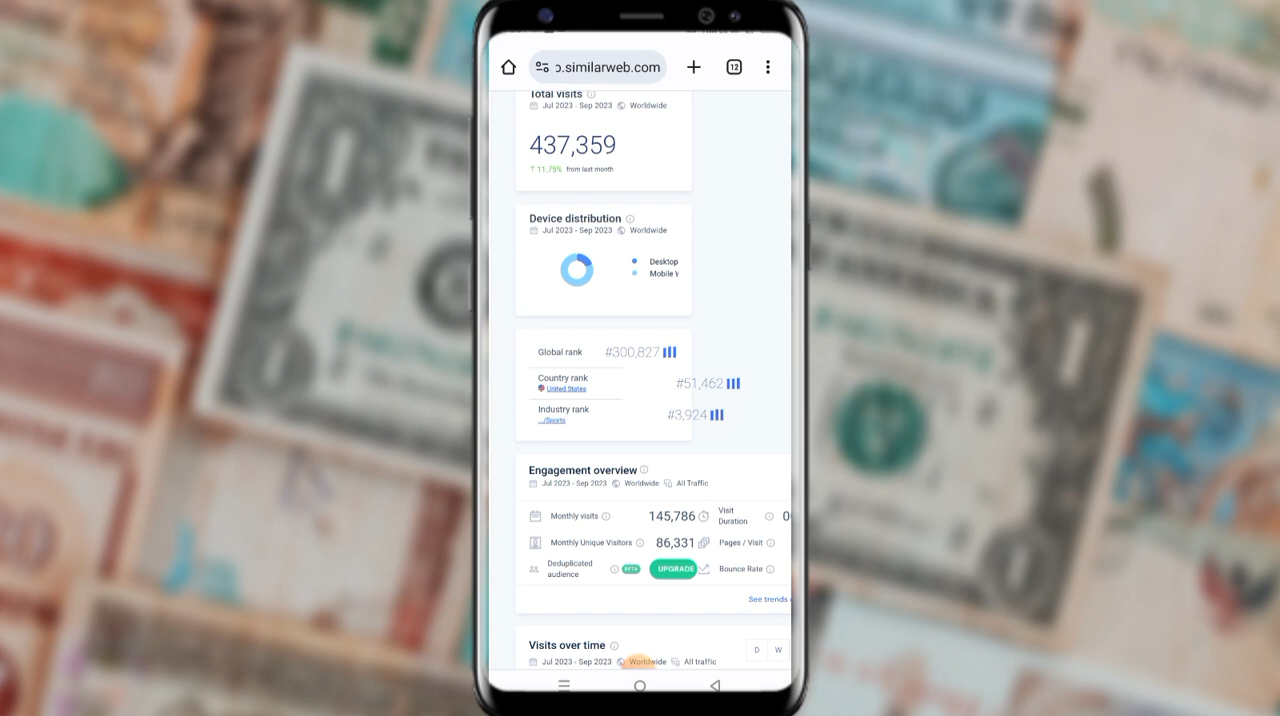 ɔ.similarweb.com
12
Total visits
Jul 2023 - Sep 2023 Worldwide
437,359
↑ 11.75% from last month
Device distribution
Jul 2023 - Sep 2023 Worldwide
Desktop
Mobile
Global rank #300,827
Country rank #51,462
United States
Industry rank #3,924
.../Sports
Engagement overview
Jul 2023 - Sep 2023 Worldwide All Traffic
Monthly visits 145,786 Visit Duration 0
Monthly Unique Visitors 86,331 Pages / Visit
Deduplicated audience BETA UPGRADE Bounce Rate
See trends
Visits over time D W
Jul 2023 - Sep 2023 Worldwide All traffic